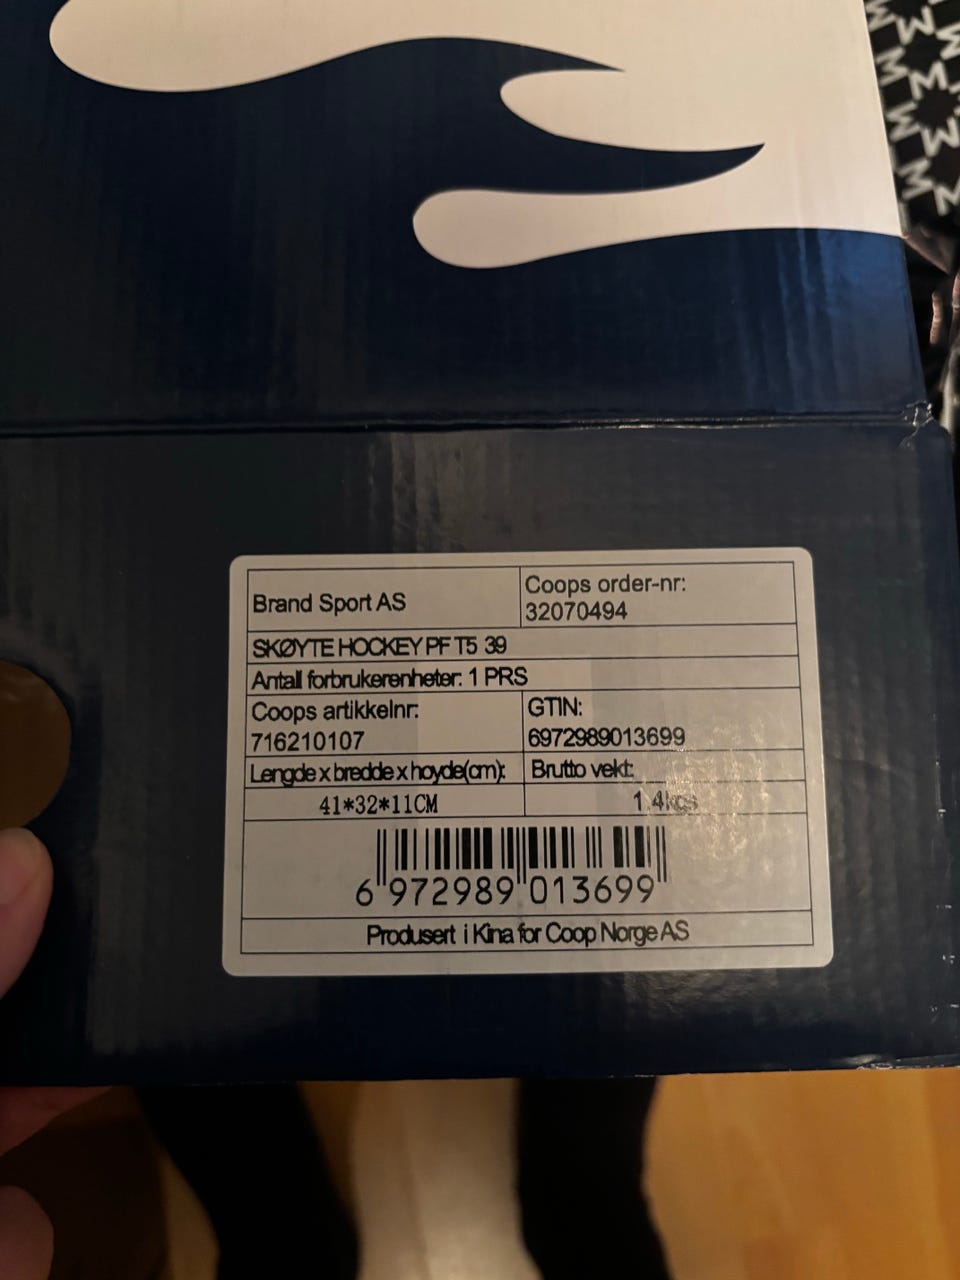 Brand Sport AS
Coops order-nr:
32070494
SKØYTE HOCKEY PF T5 39
Antall forbrukerenheter: 1 PRS
Coops artikkelnr:
716210107
GTIN:
6972989013699
Lengde x bredde x hoyde(cm):
Brutto vekt:
41*32*11CM
1.4kgs
6 972989 013699
Produsert i Kina for Coop Norge AS